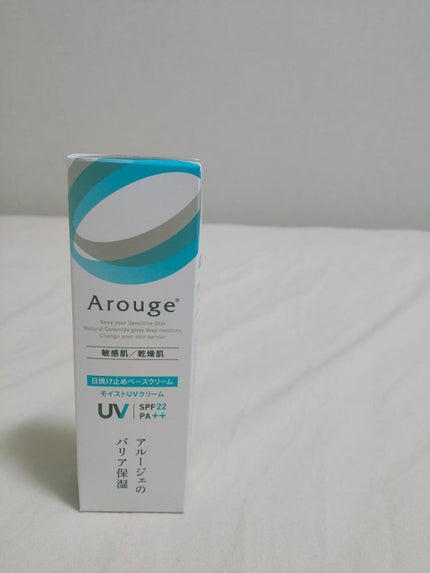 Arouge®
Save your Sensitive Skin
Natural Ceramide gives deep moisture
Change your skin barrier
敏感肌/乾燥肌
日焼け止めベースクリーム
モイストUVクリーム
UV
SPF22
PA++
アルージェの
バリア保湿